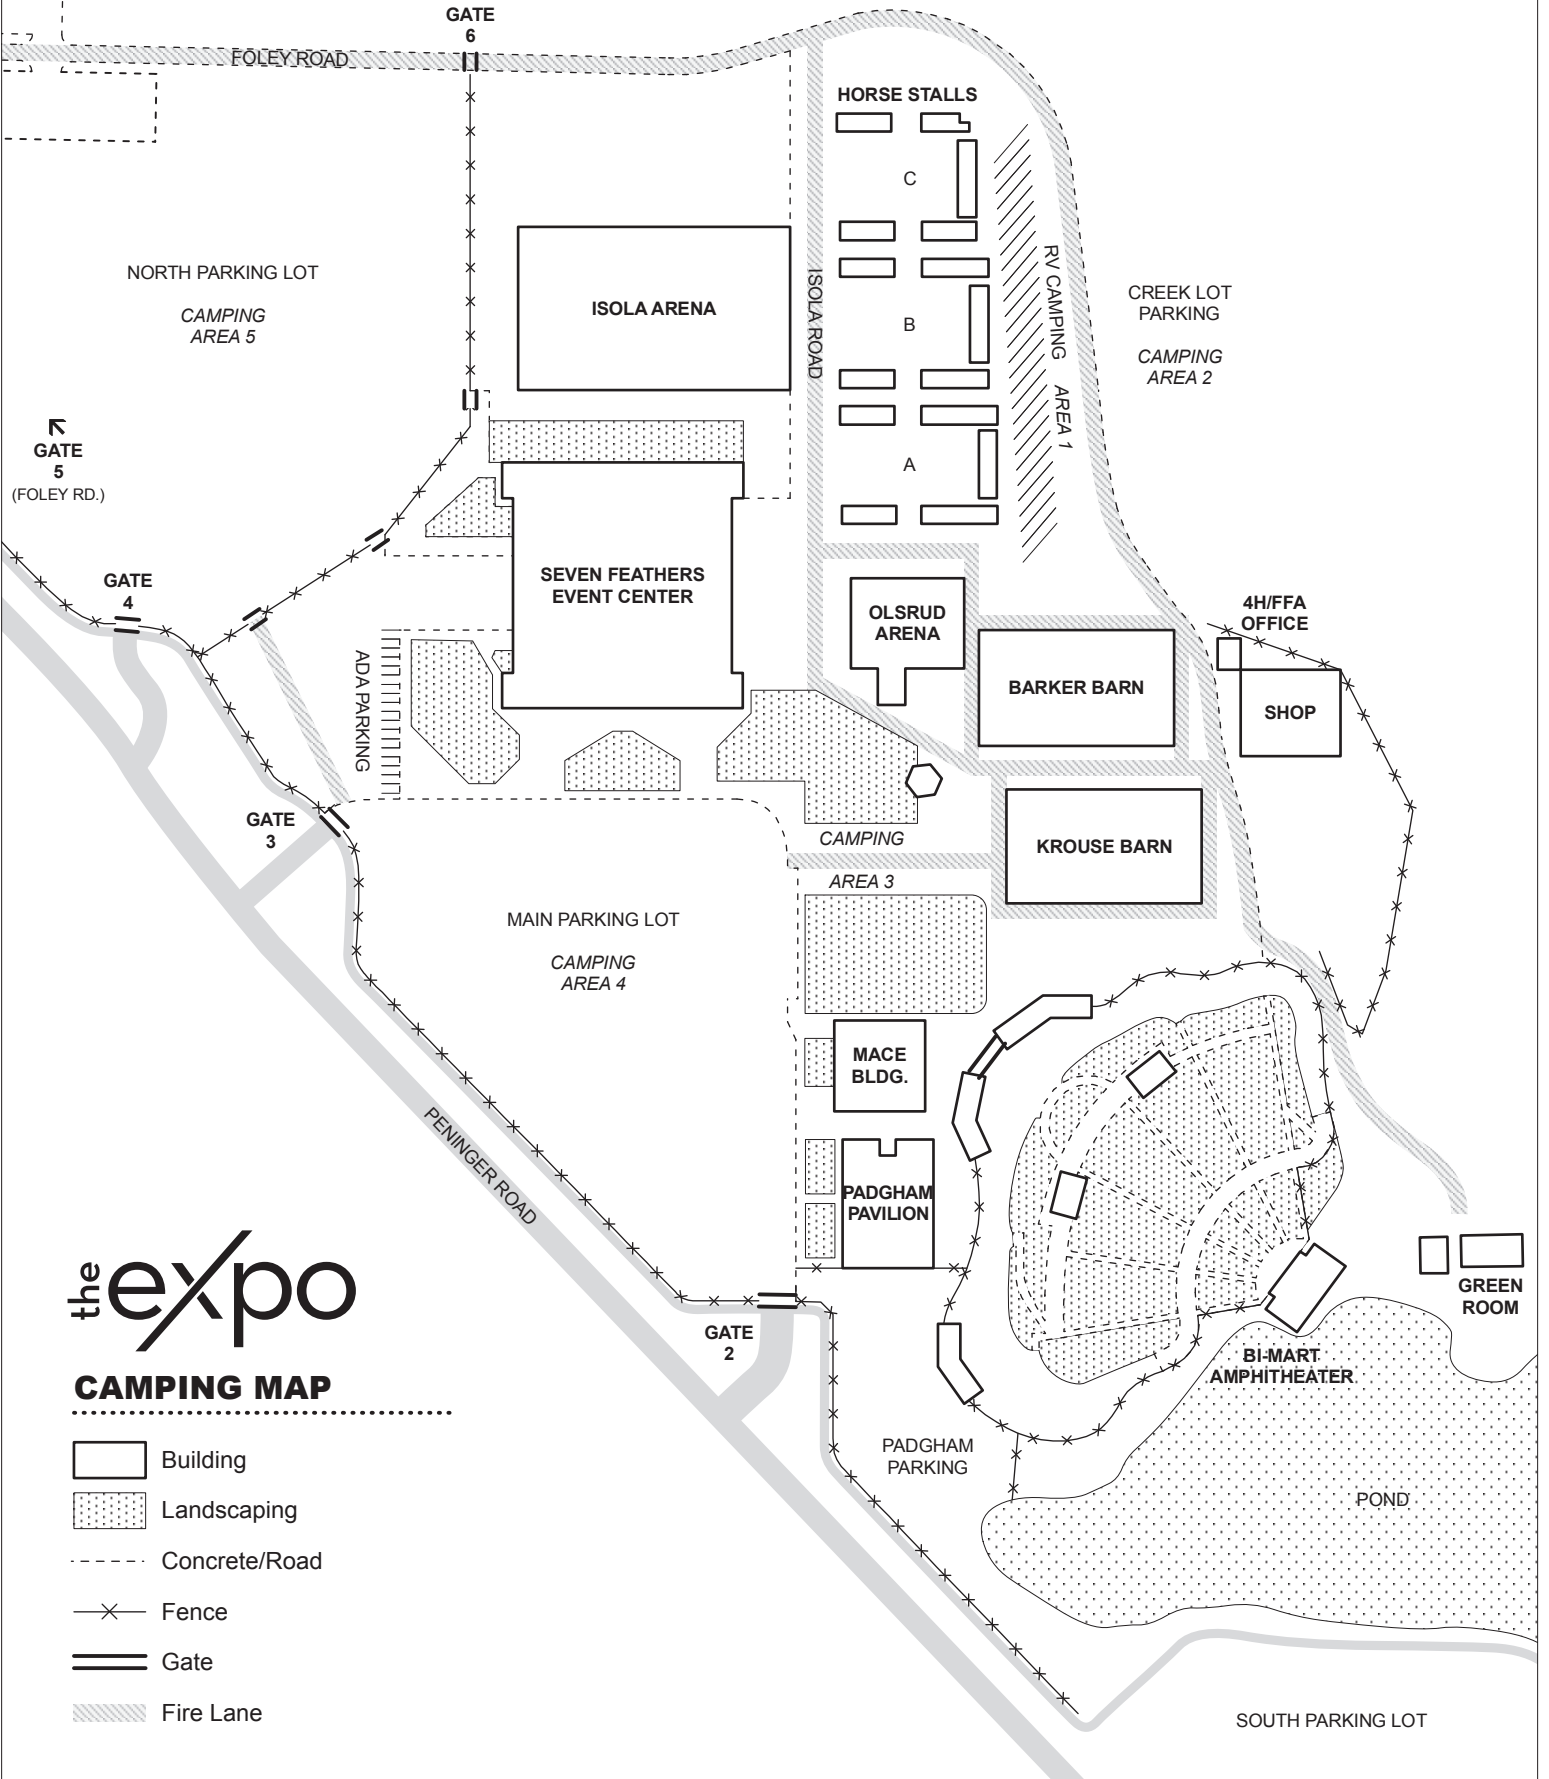 GATE
6
FOLEY ROAD
HORSE STALLS
C
NORTH PARKING LOT
CAMPING
AREA 5
ISOLA ARENA
ISOLA ROAD
B
RV CAMPING AREA 1
CREEK LOT
PARKING
CAMPING
AREA 2
GATE
5
(FOLEY RD.)
A
GATE
4
SEVEN FEATHERS
EVENT CENTER
OLSRUD
ARENA
4H/FFA
OFFICE
BARKER BARN
SHOP
ADA PARKING
GATE
3
CAMPING
AREA 3
KROUSE BARN
MAIN PARKING LOT
CAMPING
AREA 4
MACE
BLDG.
PENINGER ROAD
PADGHAM
PAVILION
GATE
2
GREEN
ROOM
BI-MART
AMPHITHEATER
PADGHAM
PARKING
POND
SOUTH PARKING LOT
the expo
CAMPING MAP
Building
Landscaping
Concrete/Road
Fence
Gate
Fire Lane